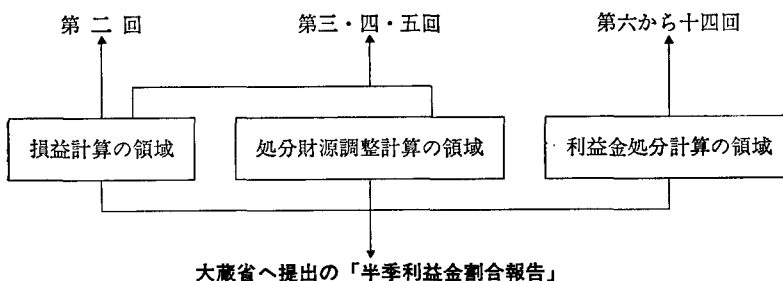 第二回 第三・四・五回 第六から十四回
損益計算の領域 処分財源調整計算の領域 利益金処分計算の領域
大蔵省へ提出の「半季利益金割合報告」